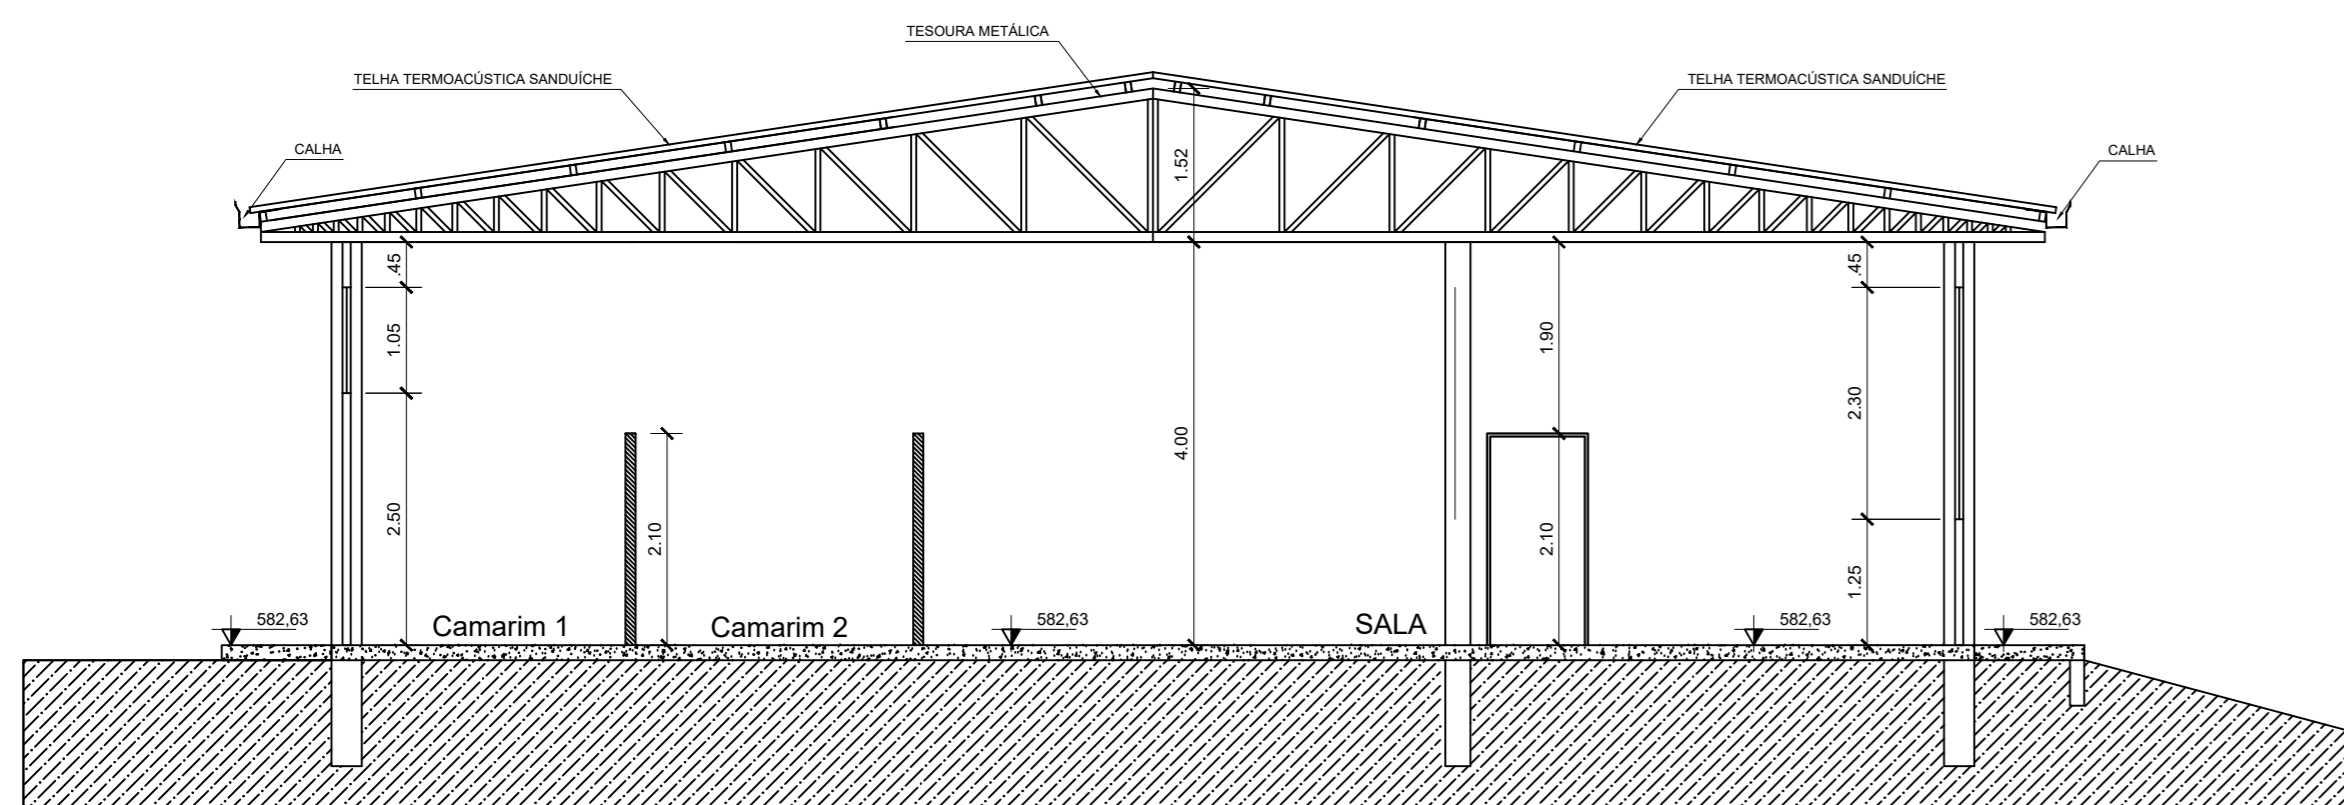 TESOURA METÁLICA
TELHA TERMOACÚSTICA SANDUÍCHE
TELHA TERMOACÚSTICA SANDUÍCHE
CALHA
CALHA
1.52
.45
.45
1.05
1.90
2.30
4.00
2.50
2.10
2.10
1.25
582,63
Camarim 1
Camarim 2
582,63
SALA
582,63
582,63